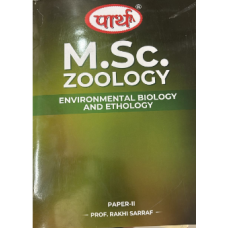 पार्थ
M.Sc.
ZOOLOGY
ENVIRONMENTAL BIOLOGY
AND ETHOLOGY
PAPER-II
– PROF. RAKHI SARRAF –